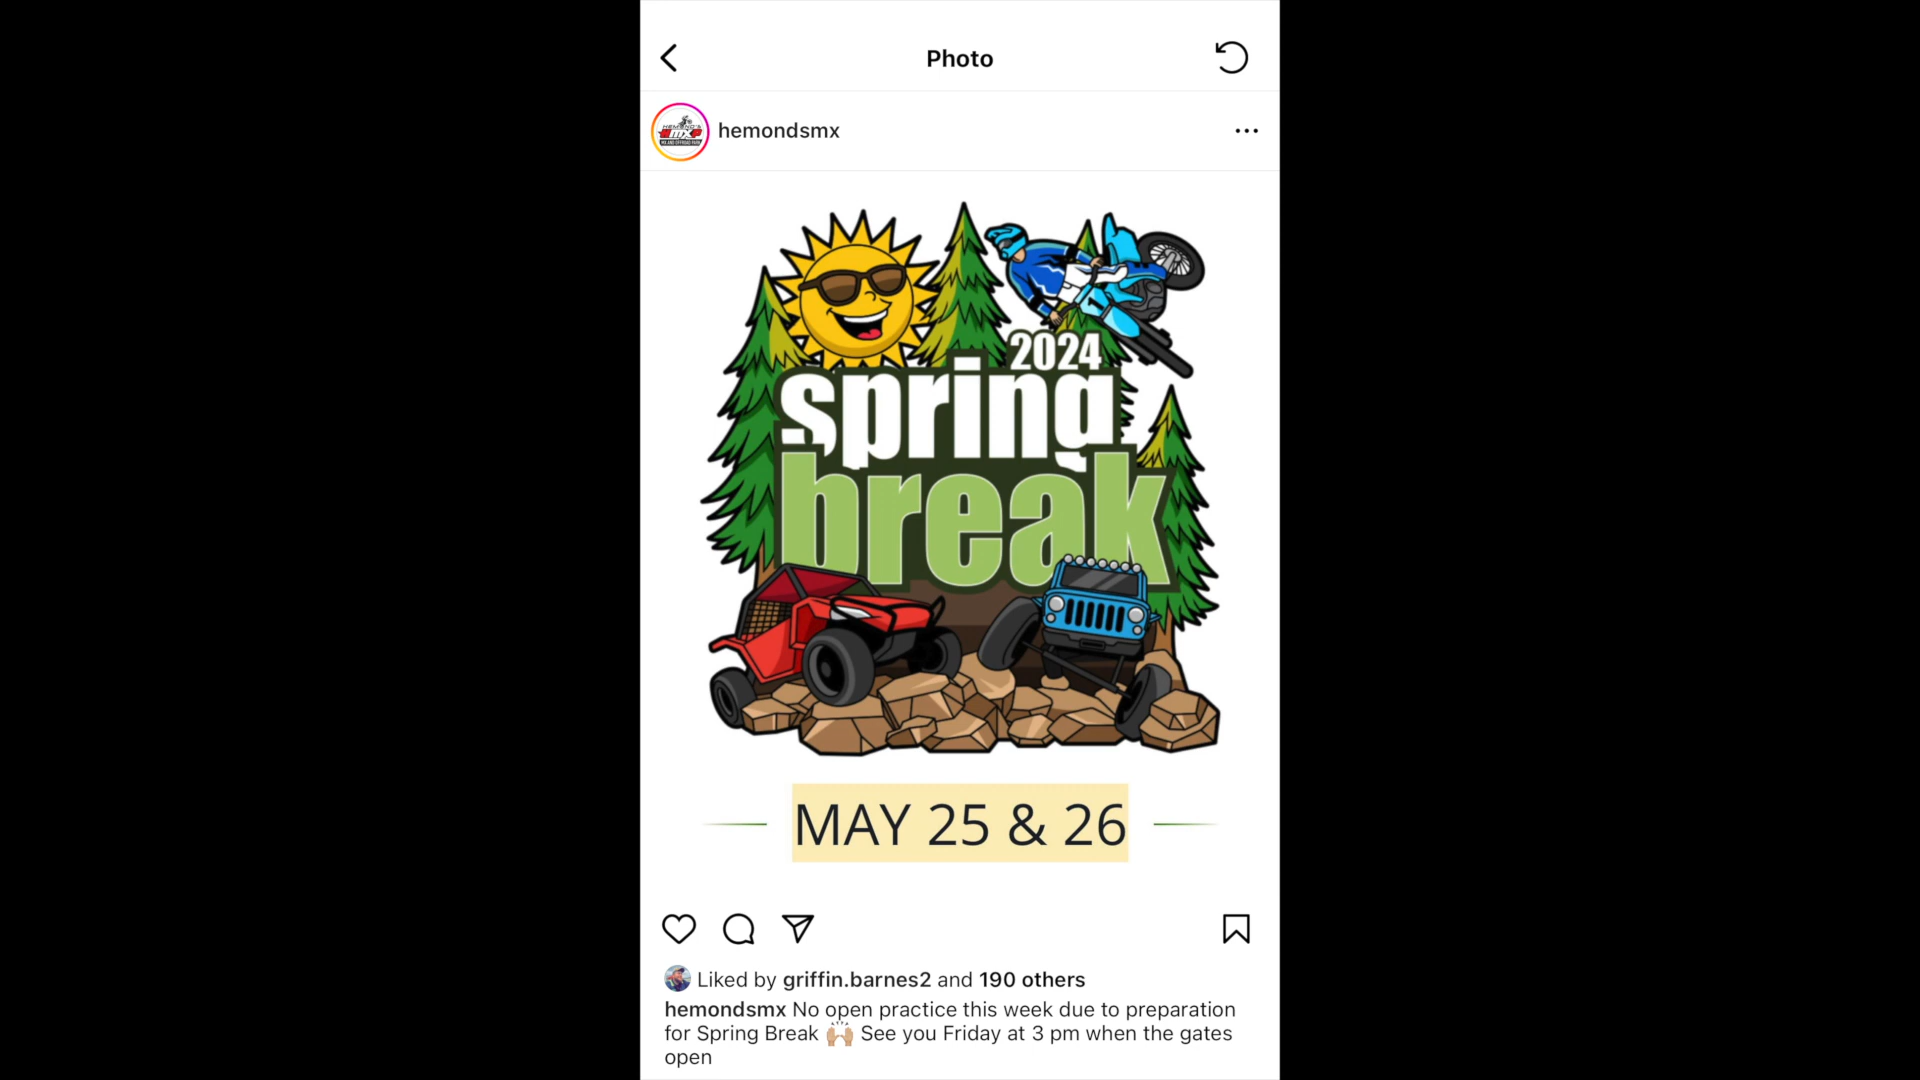 Photo
hemondsmx
2024
spring
break
MAY 25 & 26
Liked by griffin.barnes2 and 190 others
hemondsmx No open practice this week due to preparation
for Spring Break 🙌🏼 See you Friday at 3 pm when the gates
open